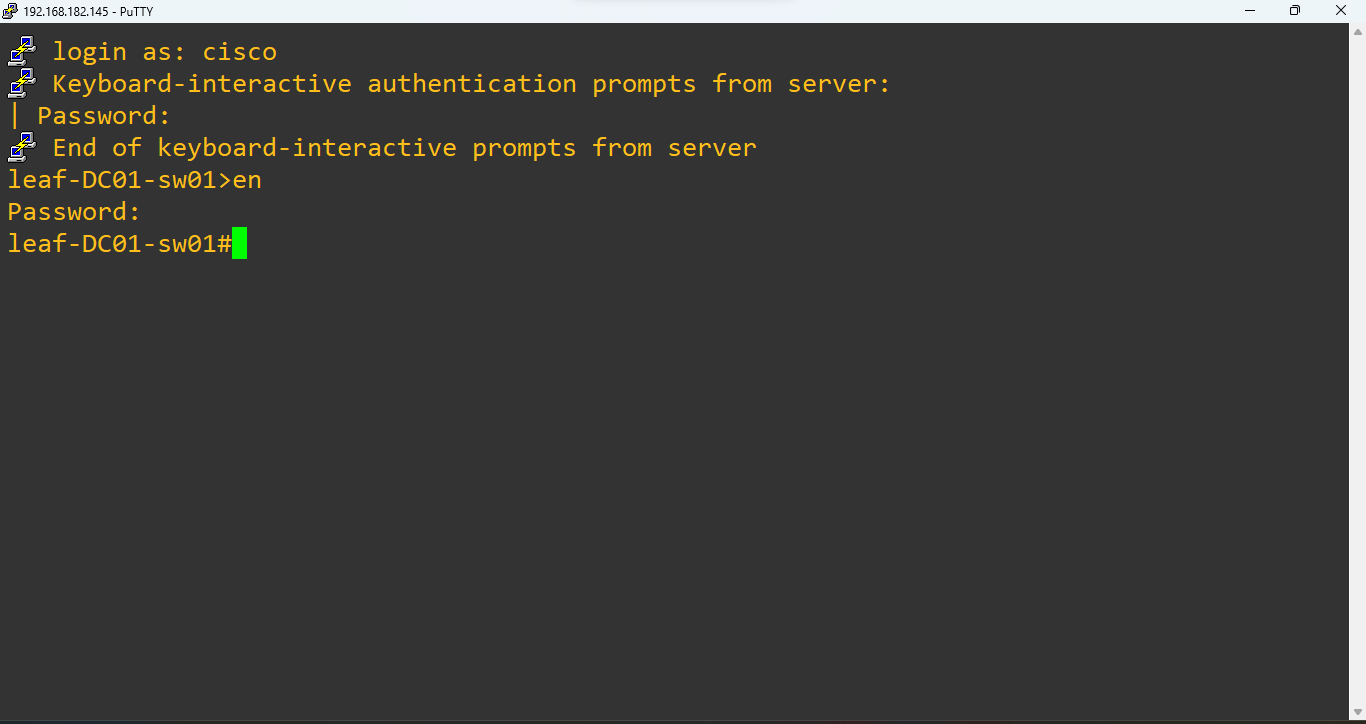 192.168.182.145 - PuTTY
login as: cisco
Keyboard-interactive authentication prompts from server:
| Password:
End of keyboard-interactive prompts from server
leaf-DC01-sw01>en
Password:
leaf-DC01-sw01#